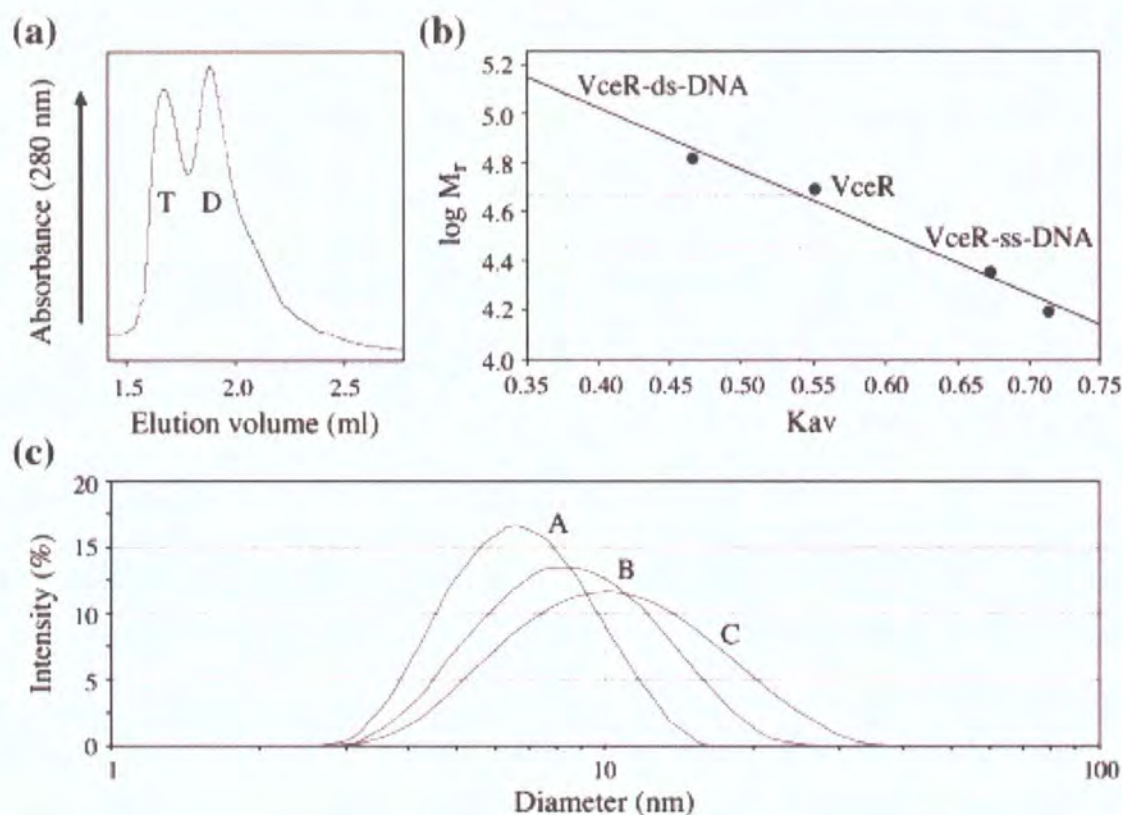 (a)
Absorbance (280 nm)
T D
1.5 2.0 2.5
Elution volume (ml)
(b)
log Mr
5.2
5.0
4.8
4.6
4.4
4.2
4.0
VceR-ds-DNA
VceR
VceR-ss-DNA
0.35 0.40 0.45 0.50 0.55 0.60 0.65 0.70 0.75
Kav
(c)
Intensity (%)
20
15
10
5
0
A
B
C
1 10 100
Diameter (nm)